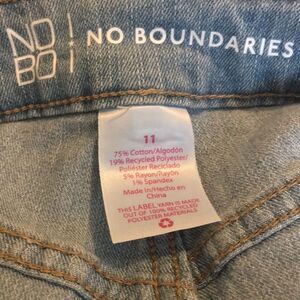 NO!
BOi
NO BOUNDARIES
11
75% Cotton/Algodón
19% Recycled Polyester/
Poliéster Reciclado
5% Rayon/Rayón
1% Spandex
Made in/Hecho en
China
THIS LABEL YARN IS MADE
OUT OF 100% RECYCLED
POLYESTER MATERIALS